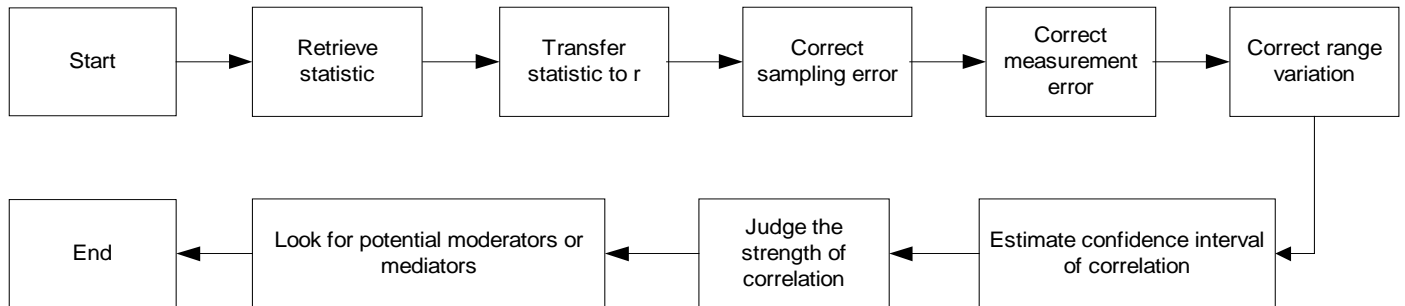 Start
Retrieve
statistic
Transfer
statistic to r
Correct
sampling error
Correct
measurement
error
Correct range
variation
Estimate confidence interval
of correlation
Judge the
strength of
correlation
Look for potential moderators or
mediators
End